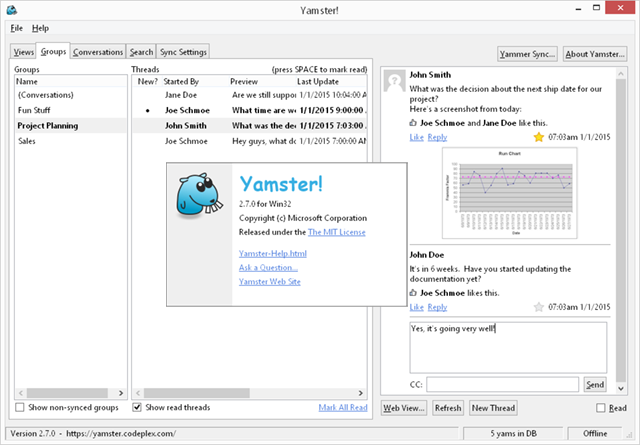 Yamster!
File Help
Views Groups Conversations Search Sync Settings
Yammer Sync... About Yamster...
Groups
Name
{Conversations}
Fun Stuff
Project Planning
Sales
Threads (press SPACE to mark read)
New? Started By Preview Last Update
Jane Doe Are we still suppor 1/1/2015 10:04:00 A
• Joe Schmoe What time are we 1/1/2015 9:00:00
John Smith What was the dec 1/1/2015 7:03:00
Joe Schmoe Hey guys, what do 1/1/2015 7:00:00 AM
Yamster!
2.7.0 for Win32
Copyright (c) Microsoft Corporation
Released under the The MIT License
Yamster-Help.html
Ask a Question...
Yamster Web Site
John Smith
What was the decision about the next ship date for our
project?
Here's a screenshot from today:
Joe Schmoe and Jane Doe like this.
Like Reply 07:03am 1/1/2015
Run Chart
Date
John Doe
It's in 6 weeks. Have you started updating the
documentation yet?
Joe Schmoe likes this.
Like Reply 07:03am 1/1/2015
Yes, it's going very well!
CC: Send
Show non-synced groups
Show read threads Mark All Read
Web View... Refresh New Thread Read
Version 2.7.0 - https://yamster.codeplex.com/
5 yams in DB Offline